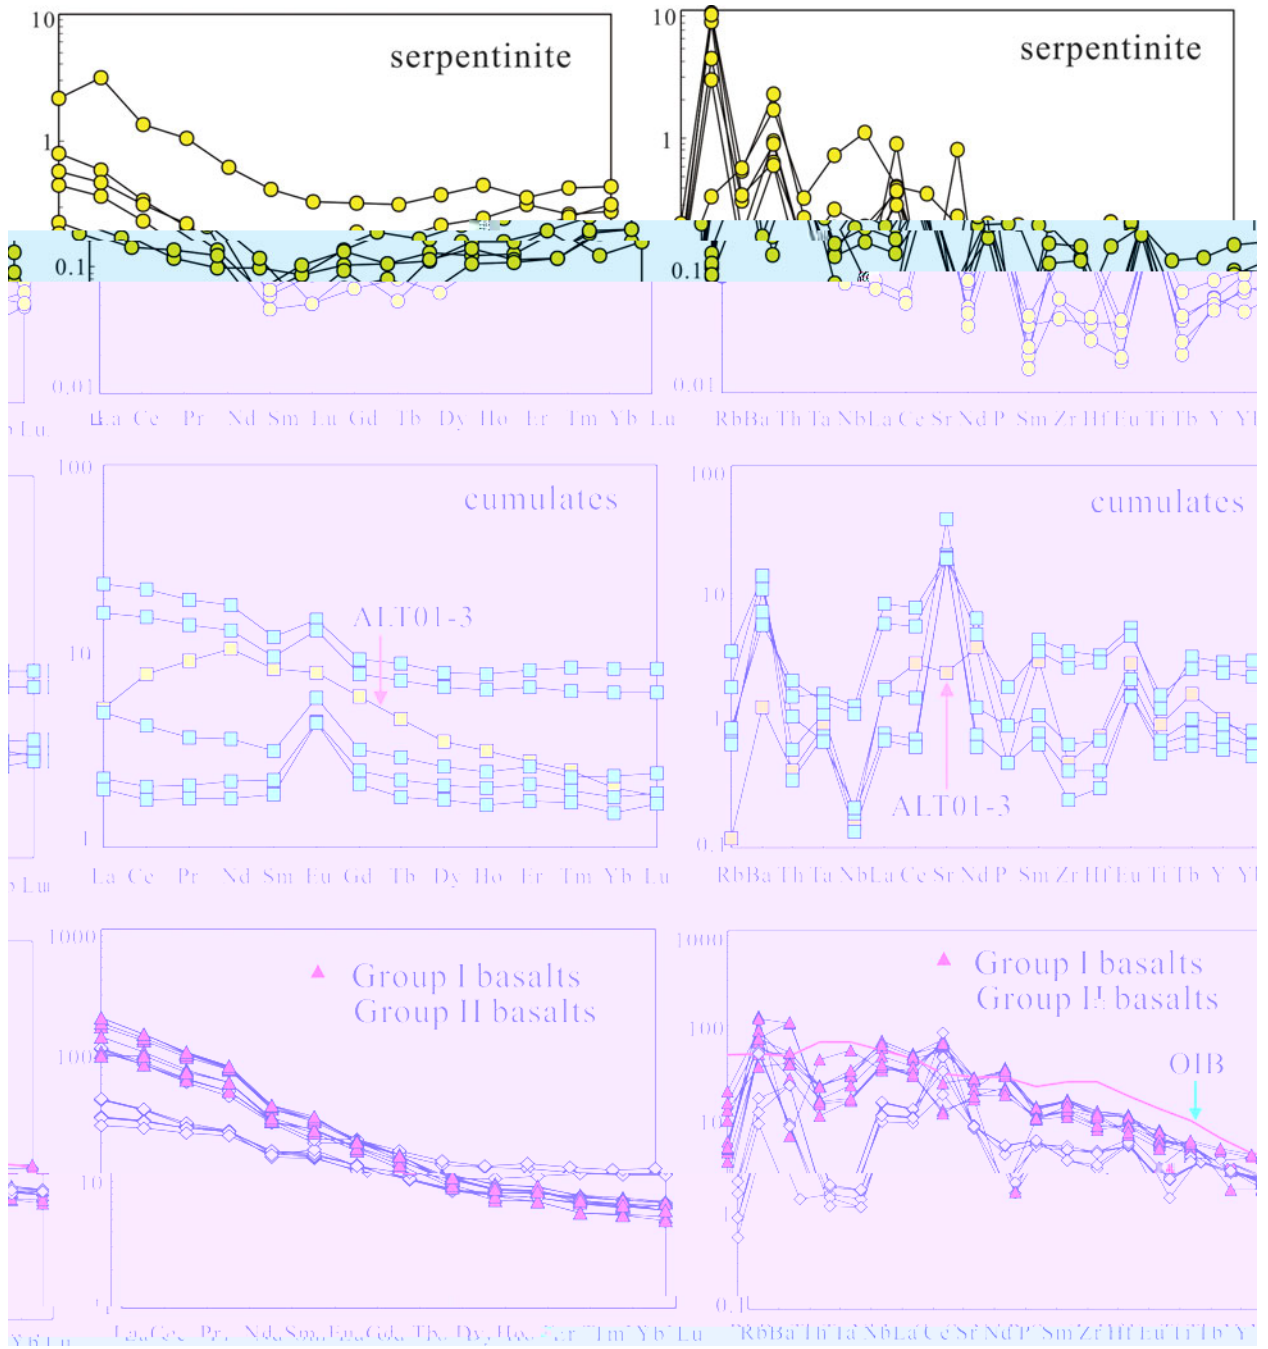 10
serpentinite
1
0.1
0.01
La Ce Pr Nd Sm Eu Gd Tb Dy Ho Er Tm Yb Lu
10
serpentinite
1
0.1
0.01
Rb Ba Th Ta Nb La Ce Sr Nd P Sm Zr Hf Eu Ti Tb Y
Lu
100
cumulates
ALT01-3
10
1
La Ce Pr Nd Sm Eu Gd Tb Dy Ho Er Tm Yb Lu
100
cumulates
10
1
ALT01-3
0.1
Rb Ba Th Ta Nb La Ce Sr Nd P Sm Zr Hf Eu Ti Tb Y
1000
Group I basalts
Group II basalts
100
10
La Ce Pr Nd Sm Eu Gd Tb Dy Ho Er Tm Yb Lu
1000
Group I basalts
Group II basalts
100
OIB
10
0.1
Rb Ba Th Ta Nb La Ce Sr Nd P Sm Zr Hf Eu Ti Tb Y